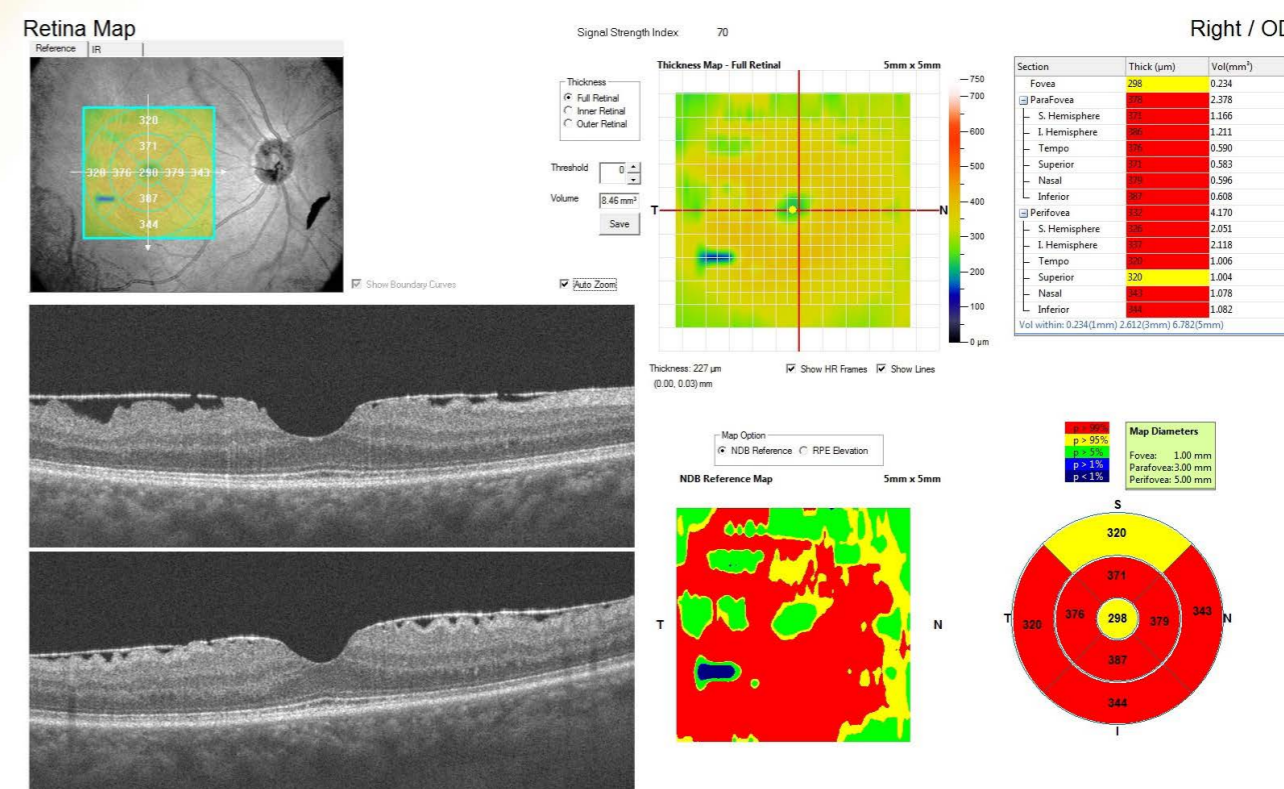 Retina Map
Signal Strength Index 70
Right / OD
Reference IR
320
371
320 376 290 379 343
387
344
Show Boundary Curves
Thickness
Full Retinal
Inner Retinal
Outer Retinal
Threshold 0
Volume 8.46 mm³
Save
Auto Zoom
Thickness Map - Full Retinal 5mm x 5mm
T
N
750
700
600
500
400
300
200
100
0 µm
Thickness: 227 µm
(0.00, 0.03) mm
Show HR Frames Show Lines
Section Thick (µm) Vol(mm³)
Fovea 298 0.234
ParaFovea 378 2.378
S. Hemisphere 371 1.166
I. Hemisphere 386 1.211
Tempo 376 0.590
Superior 371 0.583
Nasal 379 0.596
Inferior 387 0.608
Perifovea 332 4.170
S. Hemisphere 326 2.051
I. Hemisphere 337 2.118
Tempo 320 1.006
Superior 320 1.004
Nasal 343 1.078
Inferior 344 1.082
Vol within: 0.234(1mm) 2.612(3mm) 6.782(5mm)
Map Option
NDB Reference RPE Elevation
NDB Reference Map 5mm x 5mm
T
N
p > 99%
p > 95%
p > 5%
p > 1%
p < 1%
Map Diameters
Fovea: 1.00 mm
Parafovea: 3.00 mm
Perifovea: 5.00 mm
S
320
371
T 320 376 298 379 343 N
387
344
I